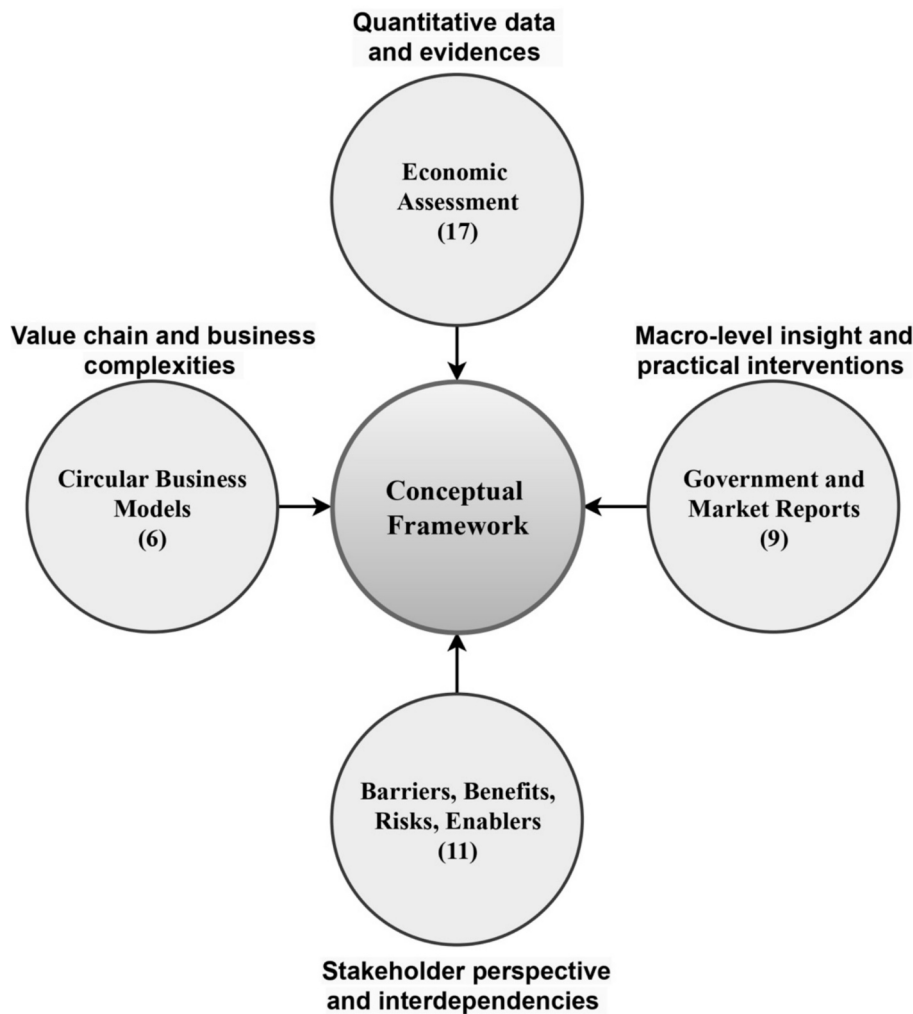 Quantitative data
and evidences
Economic
Assessment
(17)
Value chain and business
complexities
Circular Business
Models
(6)
Conceptual
Framework
Macro-level insight and
practical interventions
Government and
Market Reports
(9)
Barriers, Benefits,
Risks, Enablers
(11)
Stakeholder perspective
and interdependencies